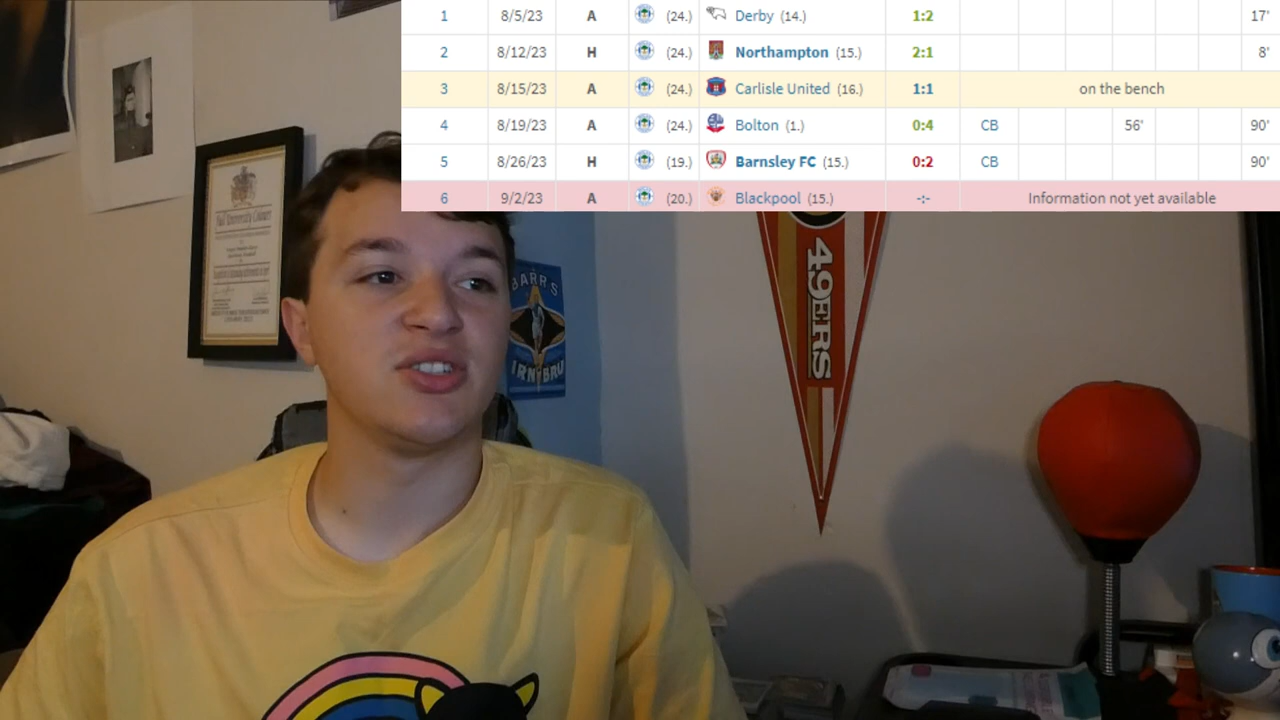 1 8/5/23 A (24.) Derby (14.) 1:2 17'
2 8/12/23 H (24.) Northampton (15.) 2:1 8'
3 8/15/23 A (24.) Carlisle United (16.) 1:1 on the bench
4 8/19/23 A (24.) Bolton (1.) 0:4 CB 56' 90'
5 8/26/23 H (19.) Barnsley FC (15.) 0:2 CB 90'
6 9/2/23 A (20.) Blackpool (15.) -:- Information not yet available
BARR'S
IRN-BRU
49ERS